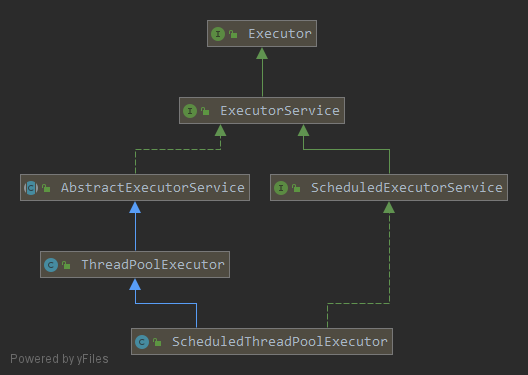 I Executor
I ExecutorService
C AbstractExecutorService
I ScheduledExecutorService
C ThreadPoolExecutor
C ScheduledThreadPoolExecutor
Powered by yFiles